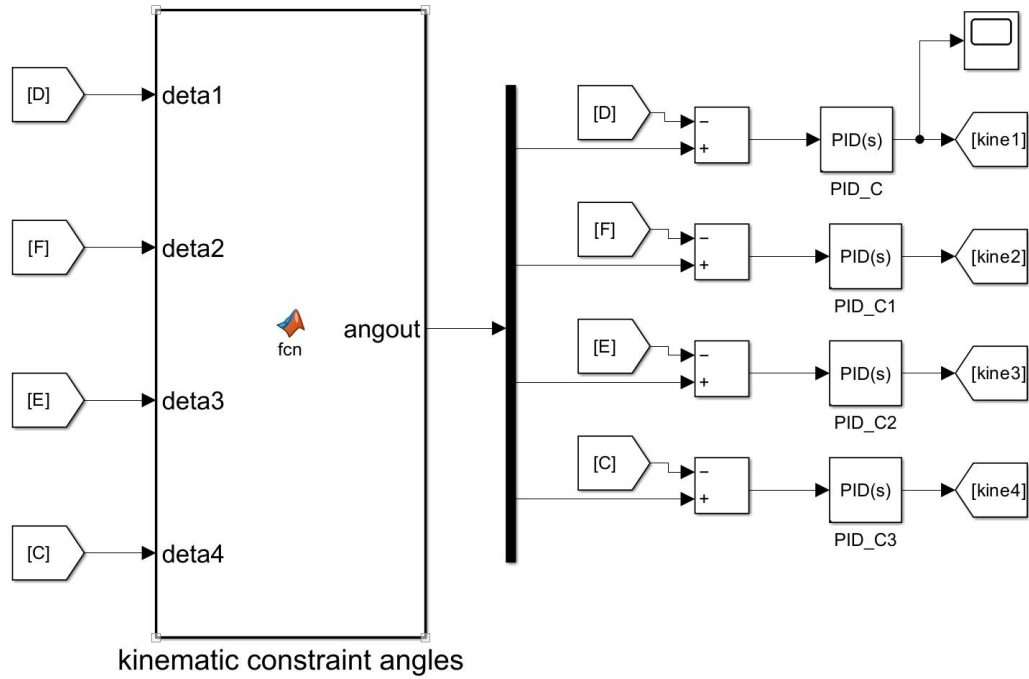 [D]
deta1
[F]
deta2
[E]
deta3
[C]
deta4
fcn
angout
kinematic constraint angles
[D]
−
+
PID(s)
PID_C
[kine1]
[F]
−
+
PID(s)
PID_C1
[kine2]
[E]
−
+
PID(s)
PID_C2
[kine3]
[C]
−
+
PID(s)
PID_C3
[kine4]